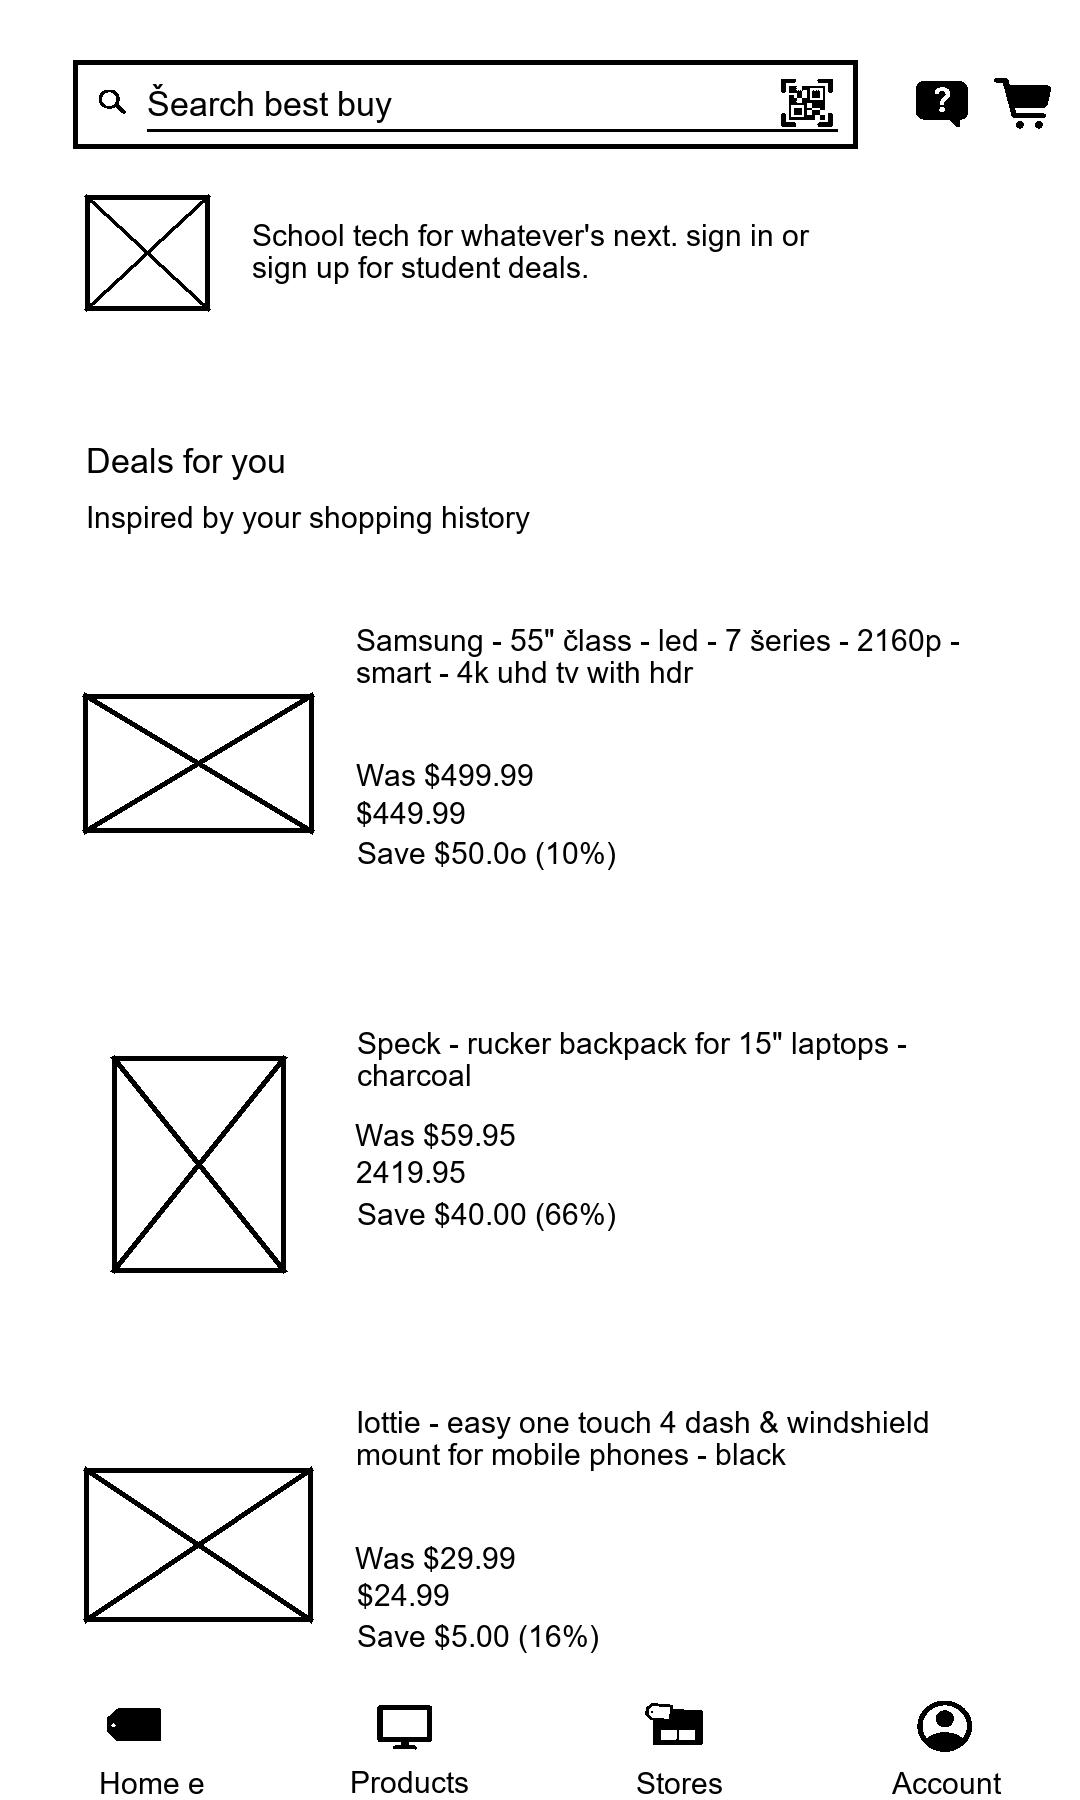 Šearch best buy
?
School tech for whatever's next. sign in or
sign up for student deals.
Deals for you
Inspired by your shopping history
Samsung - 55" člass - led - 7 šeries - 2160p -
smart - 4k uhd tv with hdr
Was $499.99
$449.99
Save $50.0o (10%)
Speck - rucker backpack for 15" laptops -
charcoal
Was $59.95
2419.95
Save $40.00 (66%)
lottie - easy one touch 4 dash & windshield
mount for mobile phones - black
Was $29.99
$24.99
Save $5.00 (16%)
Home e
Products
Stores
Account